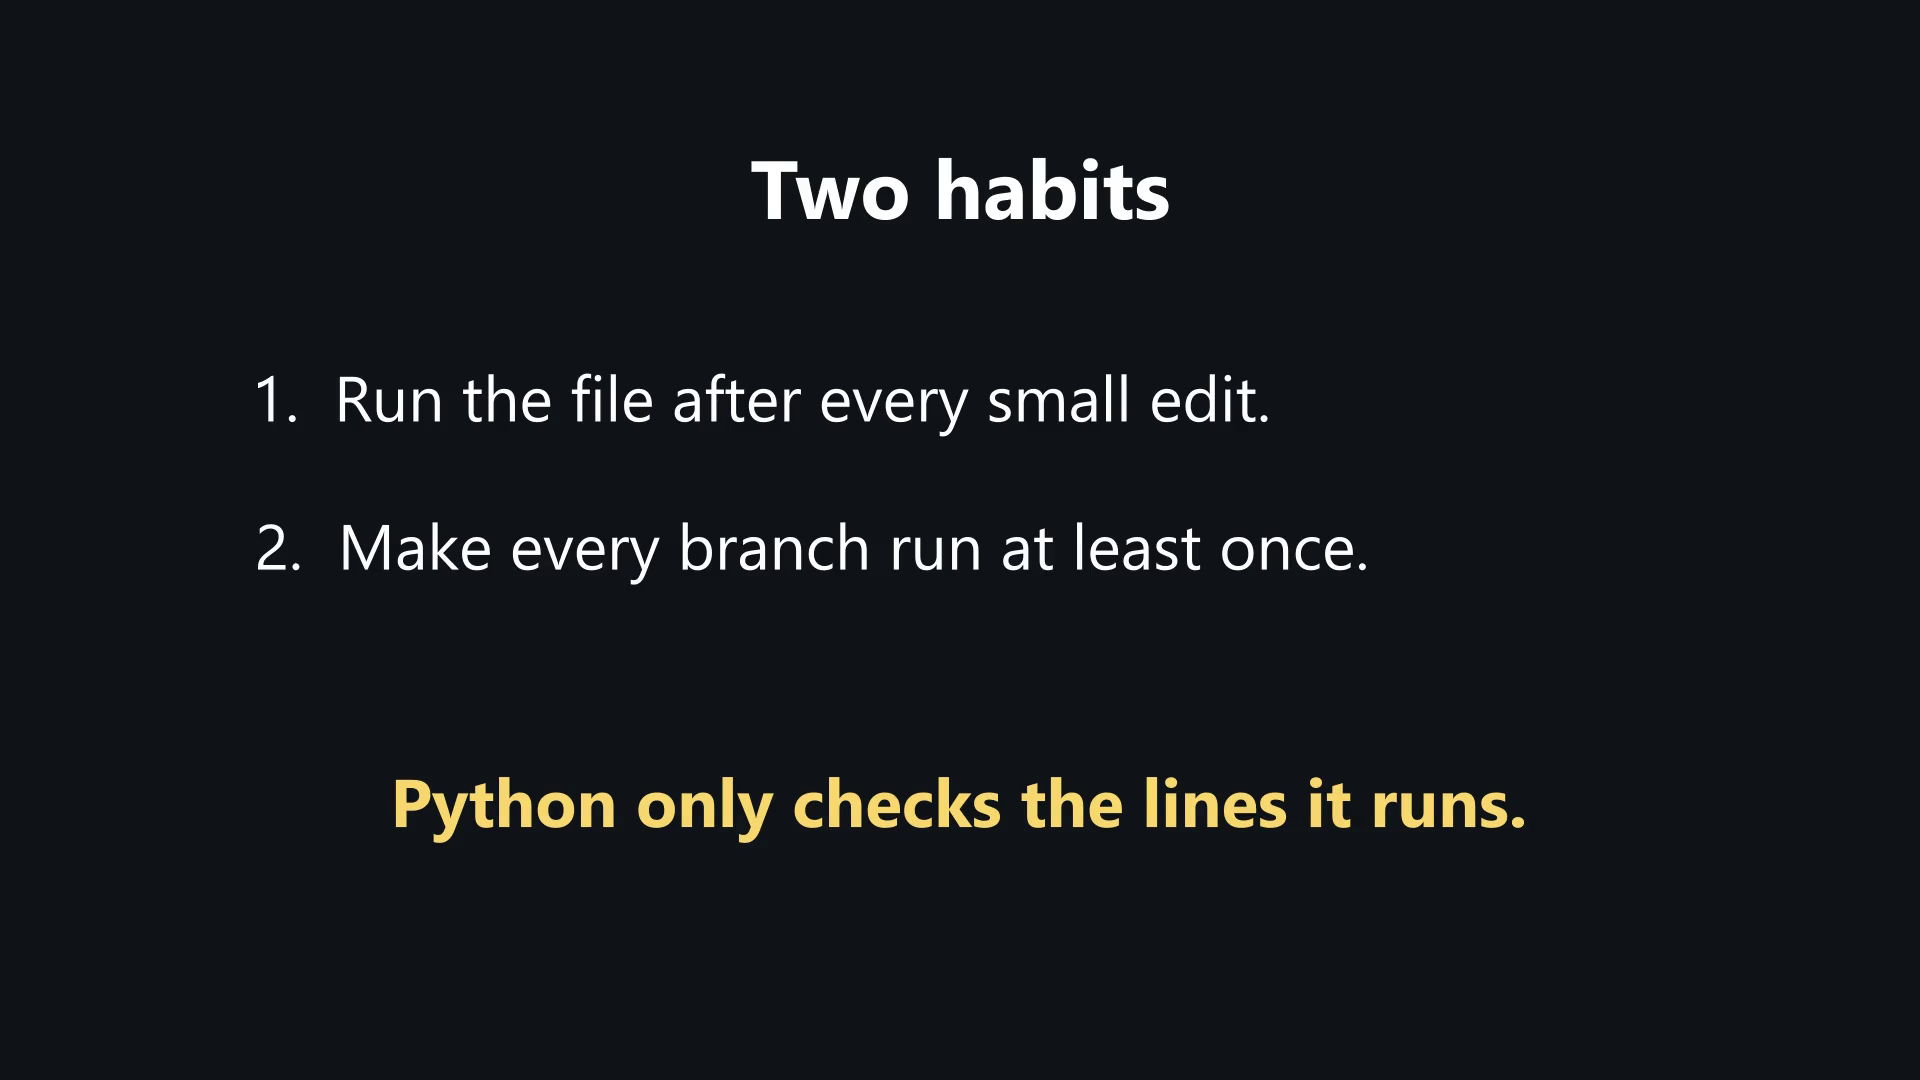 Two habits
1. Run the file after every small edit.
2. Make every branch run at least once.
Python only checks the lines it runs.